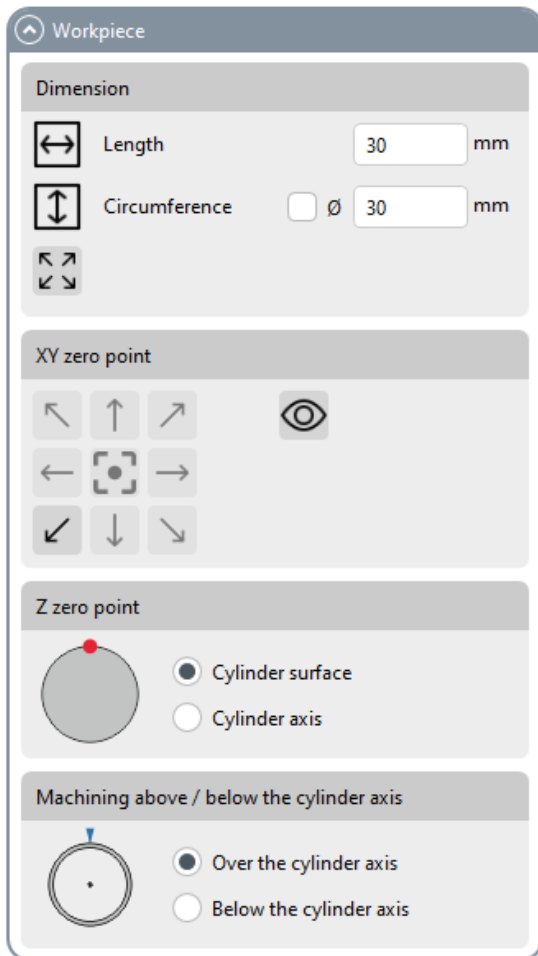 Workpiece
Dimension
Length 30 mm
Circumference Ø 30 mm
XY zero point
Z zero point
Cylinder surface
Cylinder axis
Machining above / below the cylinder axis
Over the cylinder axis
Below the cylinder axis